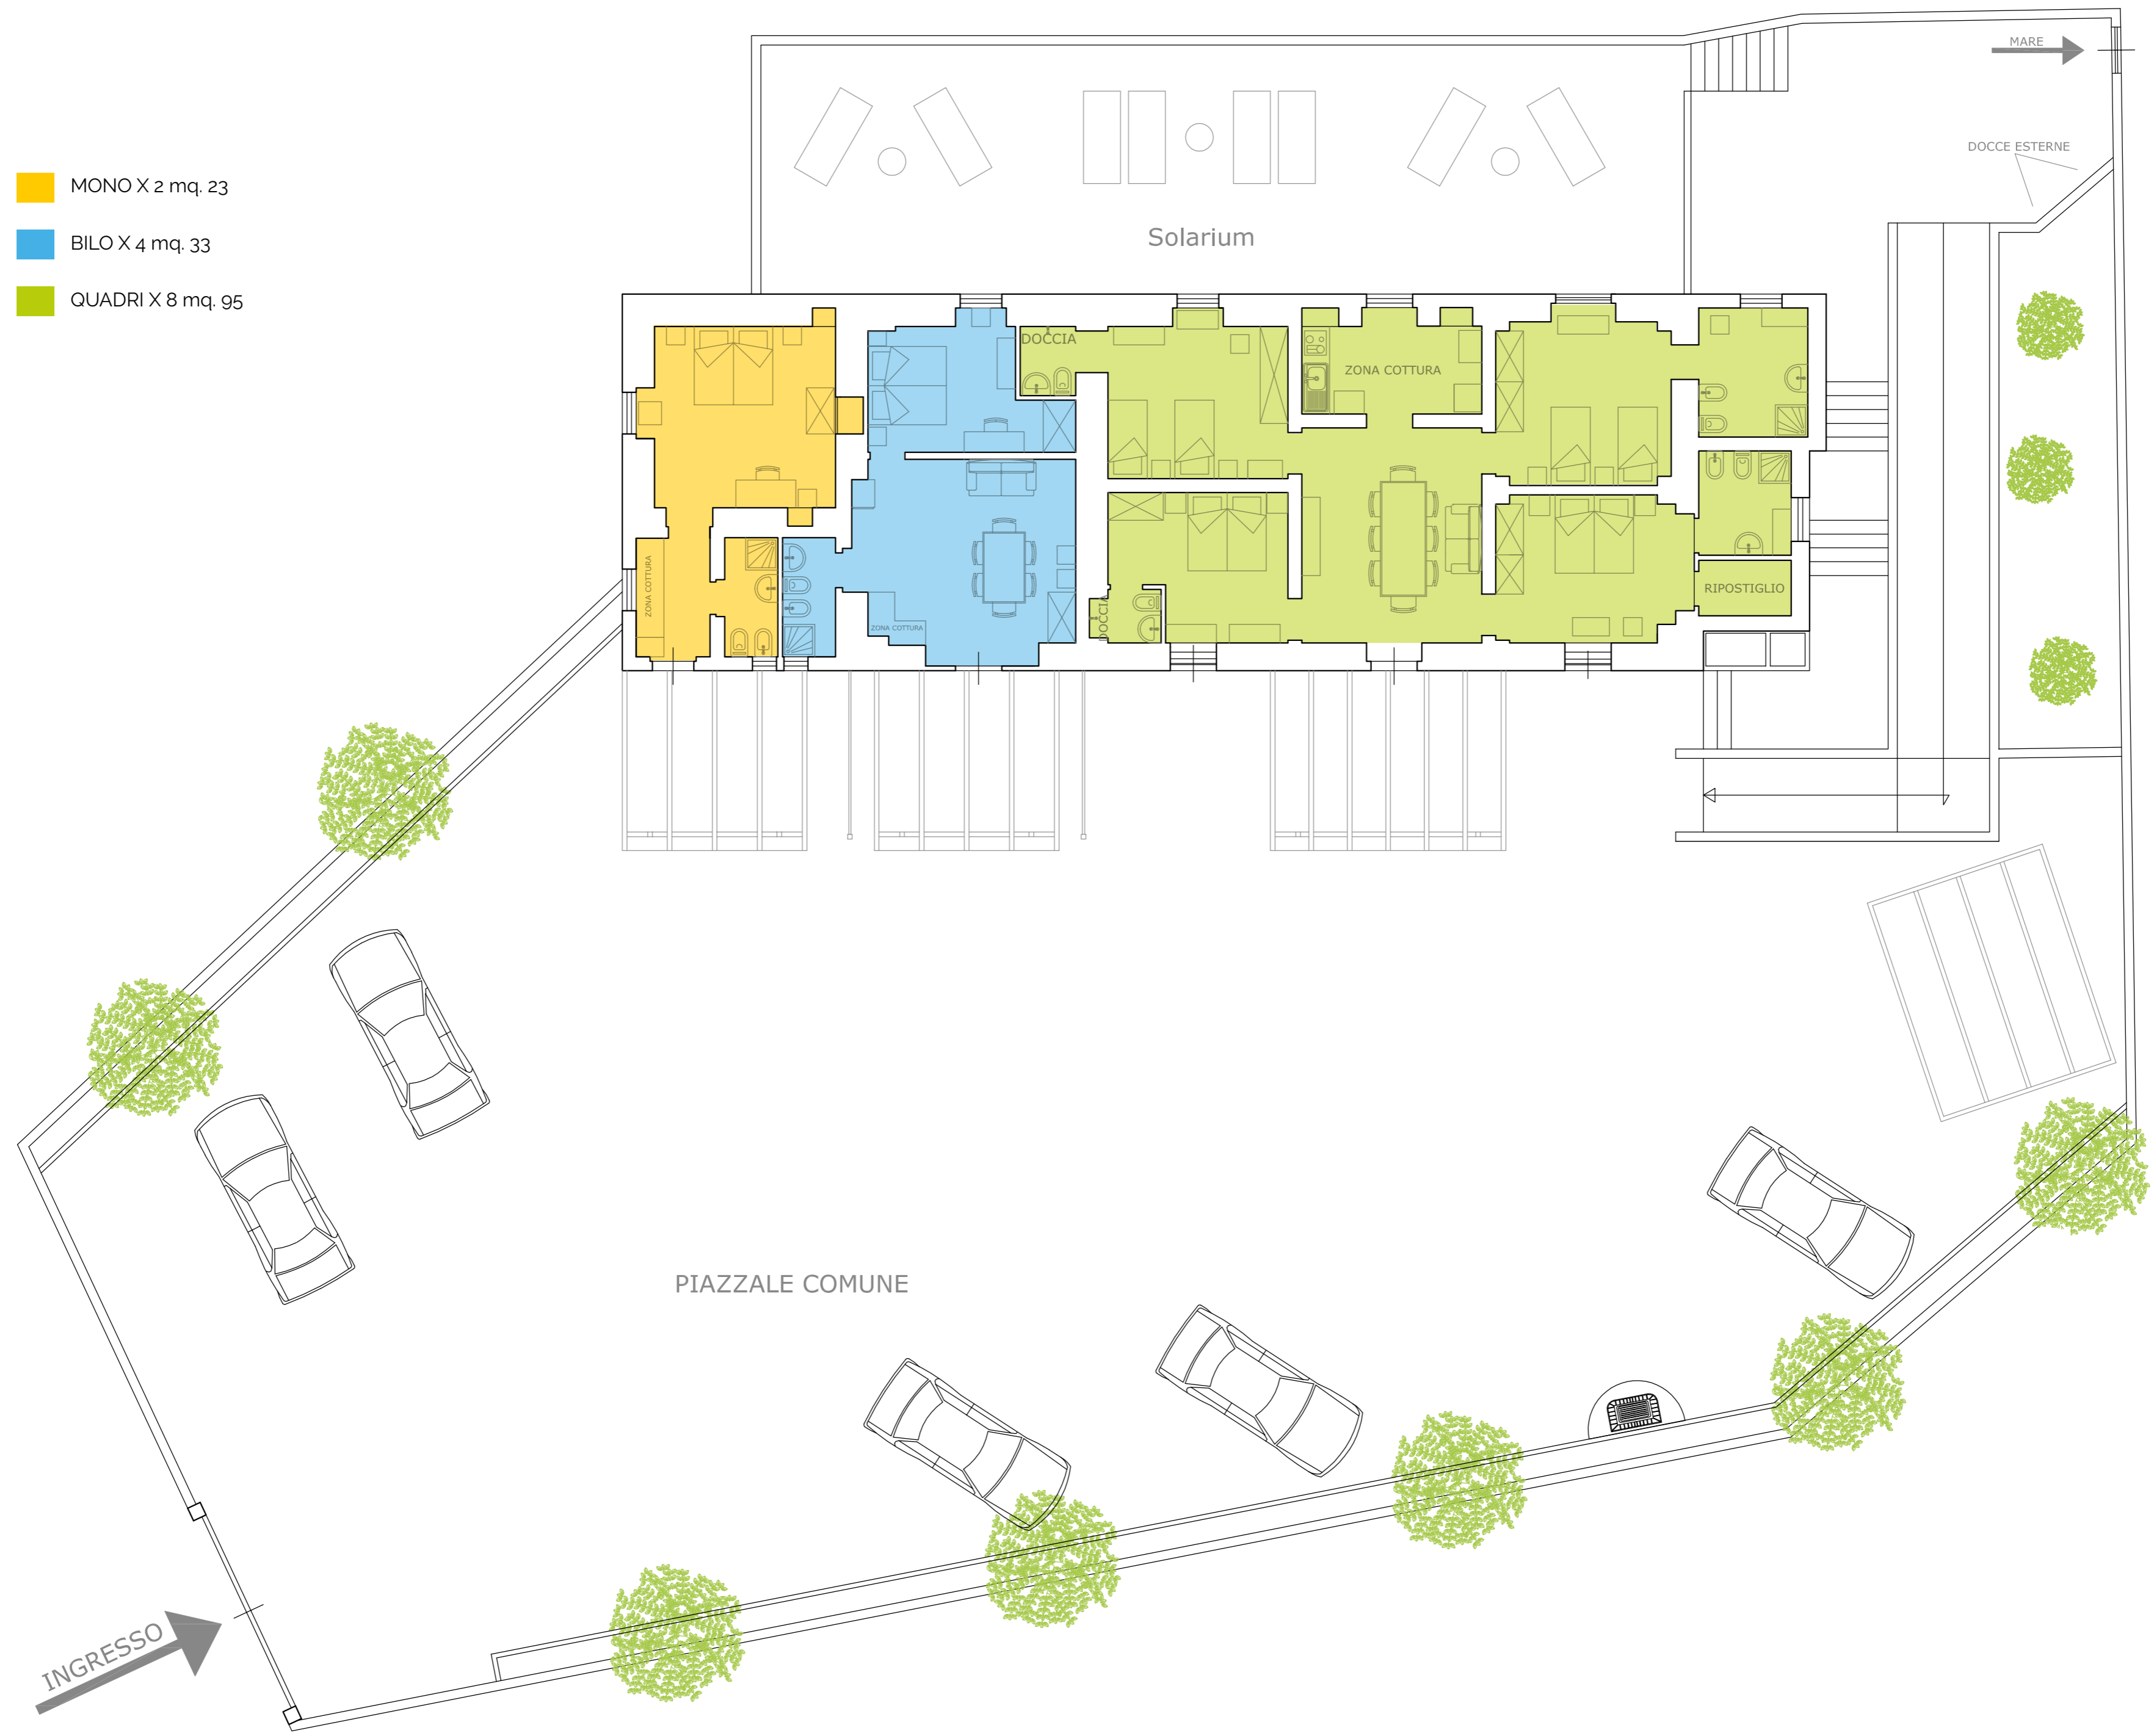 MARE
DOCCE ESTERNE
MONO X 2 mq. 23
BILO X 4 mq. 33
QUADRI X 8 mq. 95
Solarium
DOCCIA
ZONA COTTURA
ZONA COTTURA
ZONA COTTURA
DOCCIA
RIPOSTIGLIO
PIAZZALE COMUNE
INGRESSO